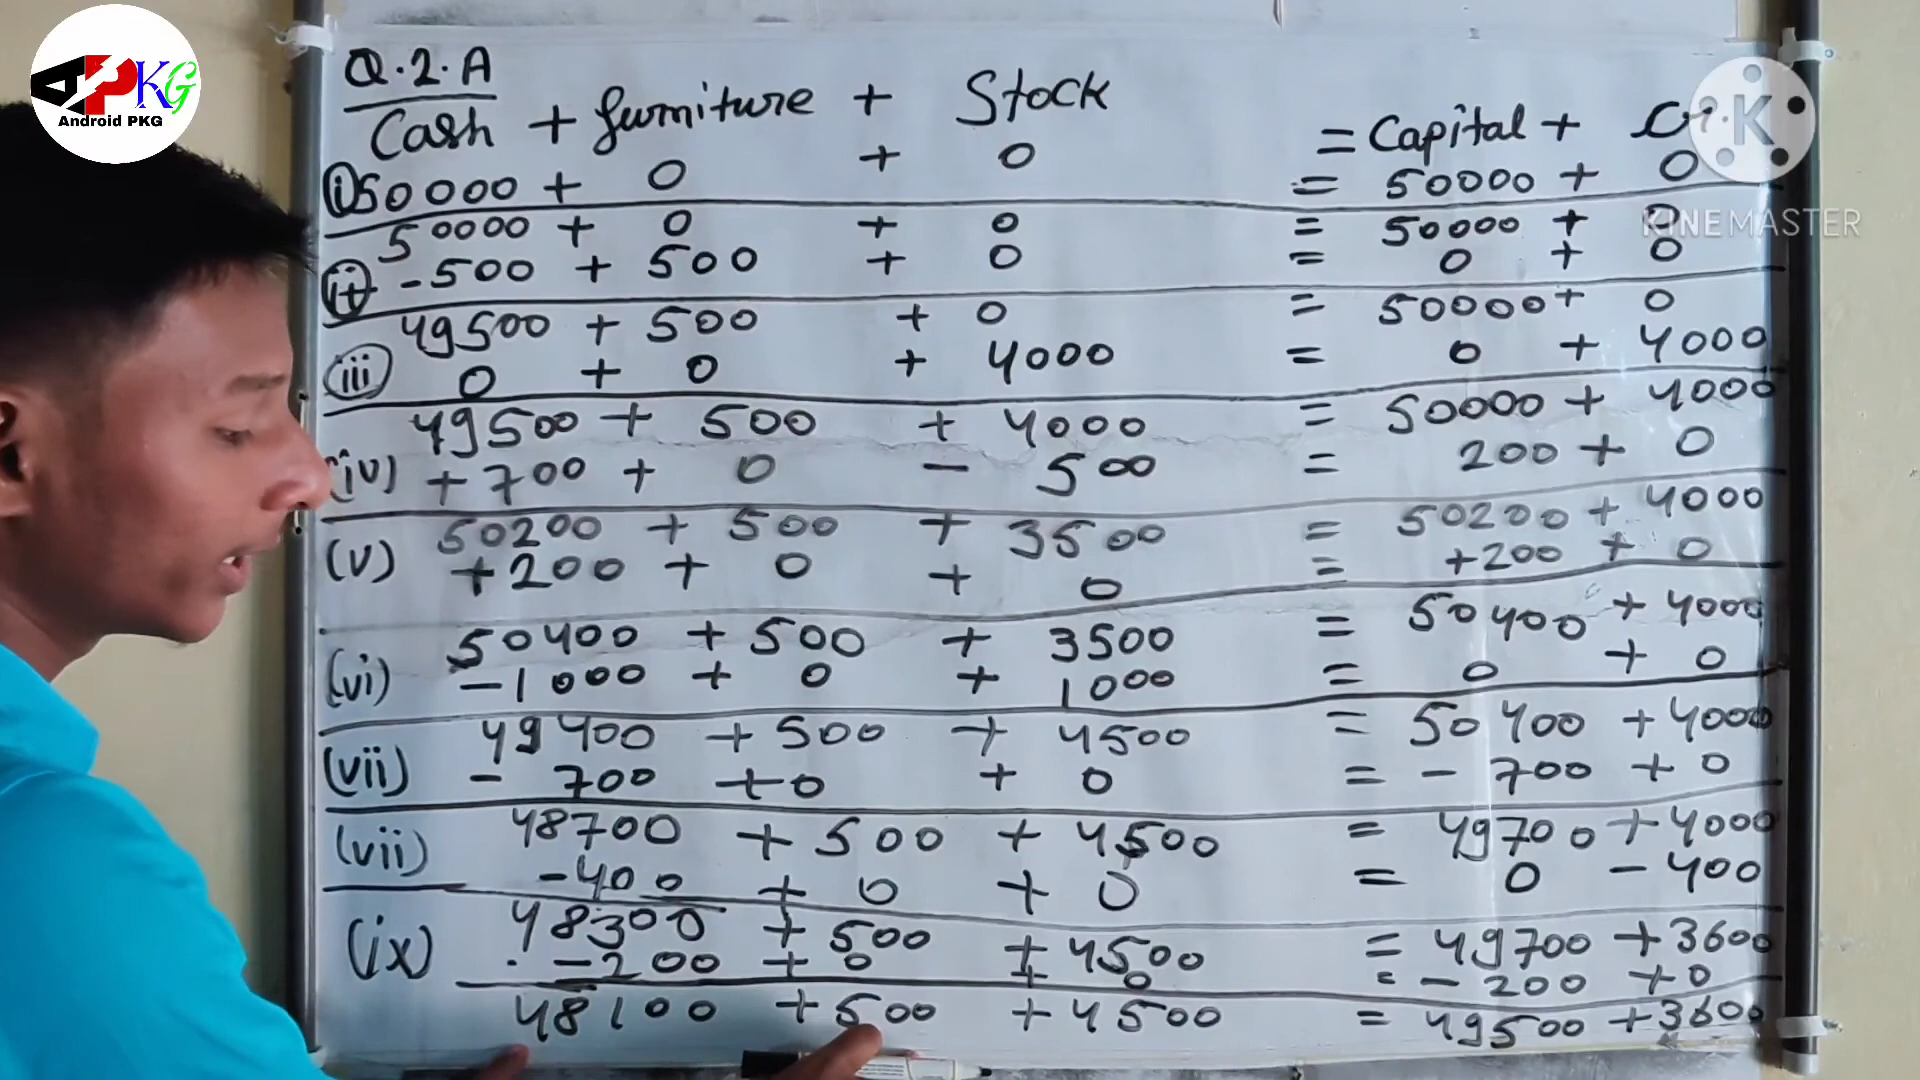 APKG
Android PKG
Q.2.A
Cash + furniture + Stock = Capital +
K
KINEMASTER
(i) 50000 + 0 + 0 = 50000 + 0
50000 + 0 + 0 = 50000 + 0
(ii) -500 + 500 + 0 = 0 + 0
49500 + 500 + 0 = 50000 + 0
(iii) 0 + 0 + 4000 = 0 + 4000
49500 + 500 + 4000 = 50000 + 4000
(iv) + 700 + 0 - 500 = 200 + 0
50200 + 500 + 3500 = 50200 + 4000
(v) +200 + 0 + 0 = +200 + 0
50400 + 500 + 3500 = 50400 + 4000
(vi) -1000 + 0 + 1000 = 0 + 0
49400 + 500 + 4500 = 50400 + 4000
(vii) - 700 + 0 + 0 = - 700 + 0
48700 + 500 + 4500 = 49700 + 4000
(vii) -400 + 0 + 0 = 0 - 400
48300 + 500 + 4500 = 49700 + 3600
(ix) -200 + 0 + 0 = - 200 + 0
48100 + 500 + 4500 = 49500 + 3600